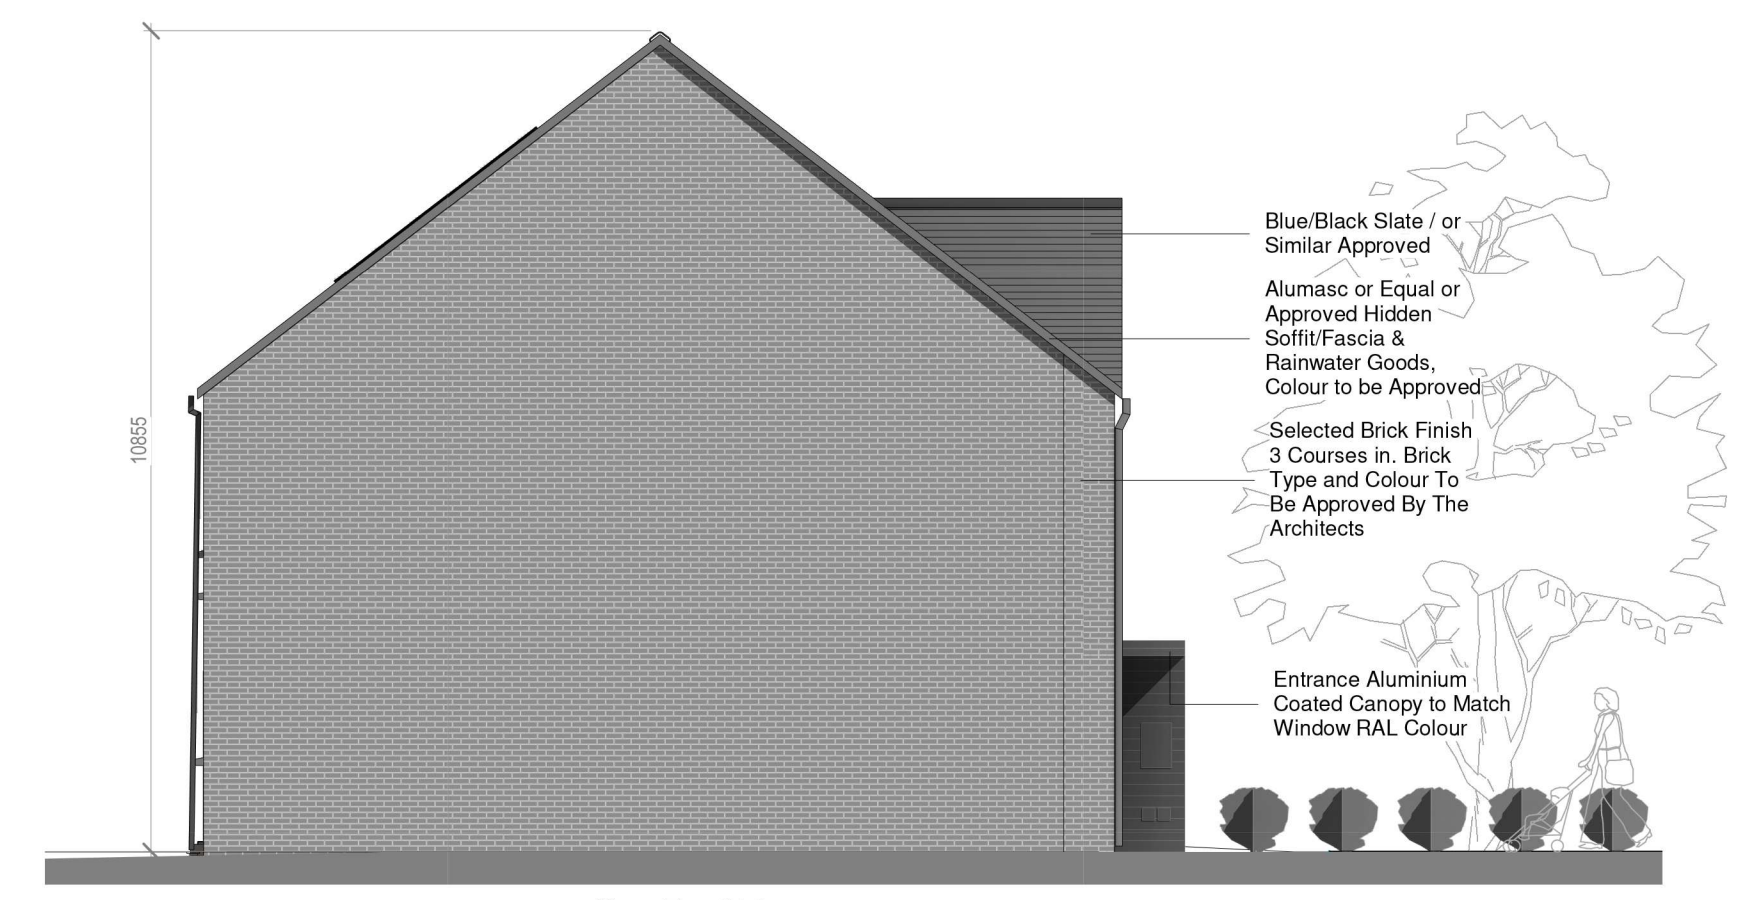 10855
Blue/Black Slate / or
Similar Approved
Alumasc or Equal or
Approved Hidden
Soffit/Fascia &
Rainwater Goods,
Colour to be Approved
Selected Brick Finish
3 Courses in. Brick
Type and Colour To
Be Approved By The
Architects
Entrance Aluminium
Coated Canopy to Match
Window RAL Colour